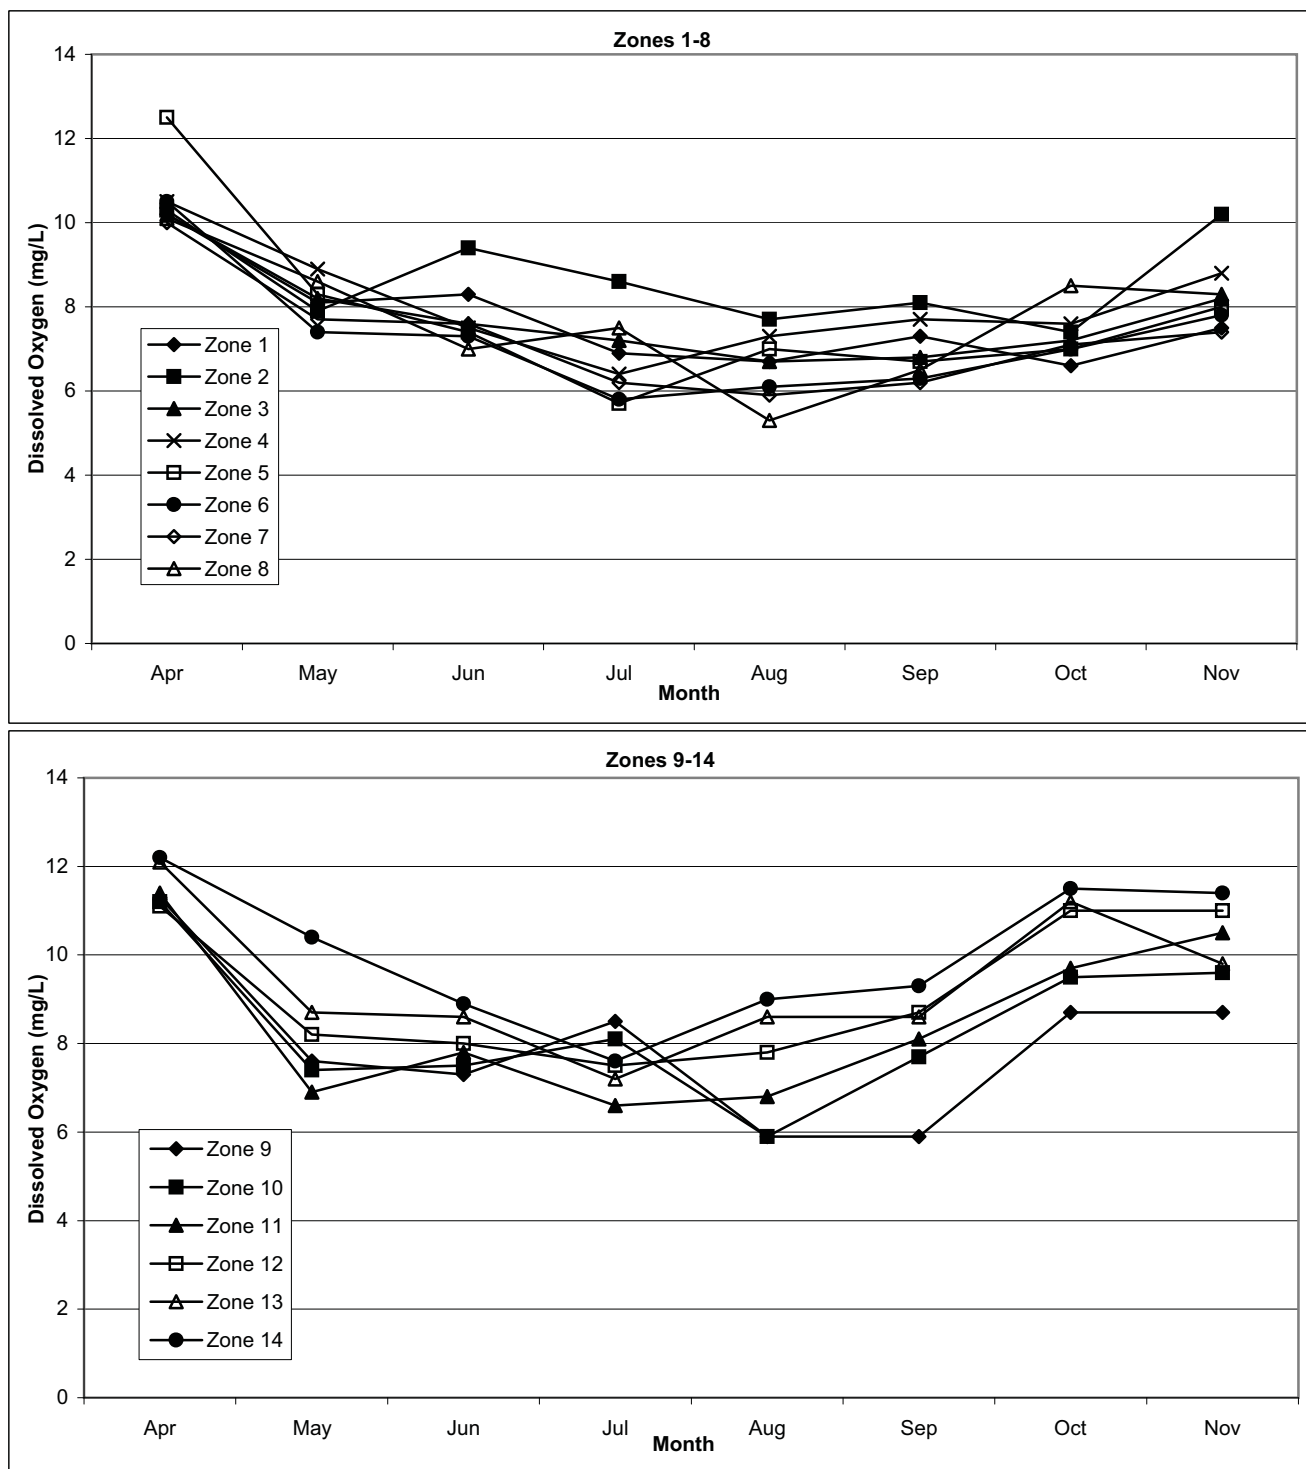 Zones 1-8
14
12
10
8
6
4
2
0
Dissolved Oxygen (mg/L)
Zone 1
Zone 2
Zone 3
Zone 4
Zone 5
Zone 6
Zone 7
Zone 8
Apr May Jun Jul Aug Sep Oct Nov
Month
Zones 9-14
14
12
10
8
6
4
2
0
Dissolved Oxygen (mg/L)
Zone 9
Zone 10
Zone 11
Zone 12
Zone 13
Zone 14
Apr May Jun Jul Aug Sep Oct Nov
Month